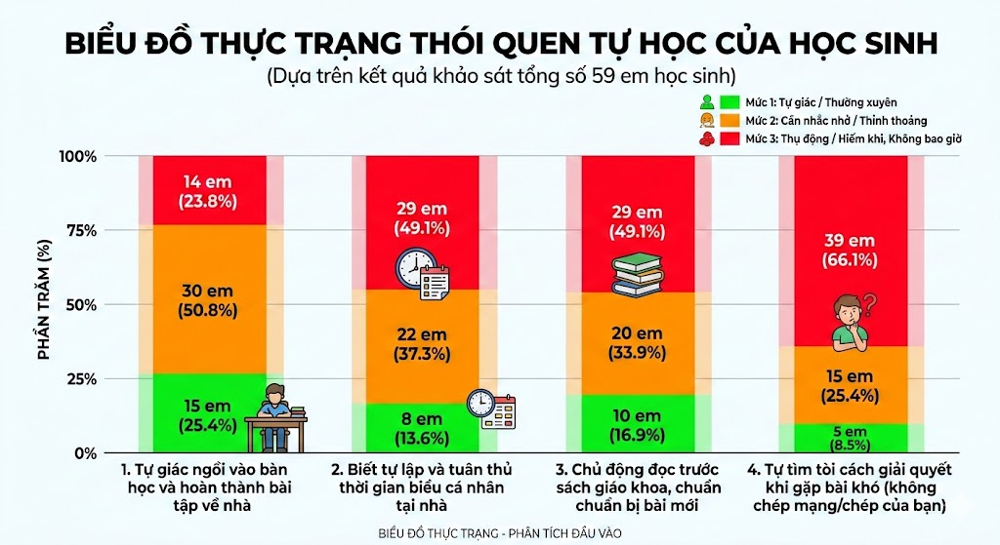 BIỂU ĐỒ THỰC TRẠNG THÓI QUEN TỰ HỌC CỦA HỌC SINH
(Dựa trên kết quả khảo sát tổng số 59 em học sinh)
Mức 1: Tự giác / Thường xuyên
Mức 2: Cần nhắc nhở / Thỉnh thoảng
Mức 3: Thụ động / Hiếm khi, Không bao giờ
PHẦN TRĂM (%)
100%
75%
50%
25%
0%
14 em
(23.8%)
30 em
(50.8%)
15 em
(25.4%)
29 em
(49.1%)
22 em
(37.3%)
8 em
(13.6%)
29 em
(49.1%)
20 em
(33.9%)
10 em
(16.9%)
39 em
(66.1%)
15 em
(25.4%)
5 em
(8.5%)
1. Tự giác ngồi vào bàn
học và hoàn thành bài
tập về nhà
2. Biết tự lập và tuân thủ
thời gian biểu cá nhân
tại nhà
3. Chủ động đọc trước
sách giáo khoa, chuẩn
chuẩn bị bài mới
4. Tự tìm tòi cách giải quyết
khi gặp bài khó (không
chép mạng/chép của bạn)
BIỂU ĐỒ THỰC TRẠNG - PHÂN TÍCH ĐẦU VÀO